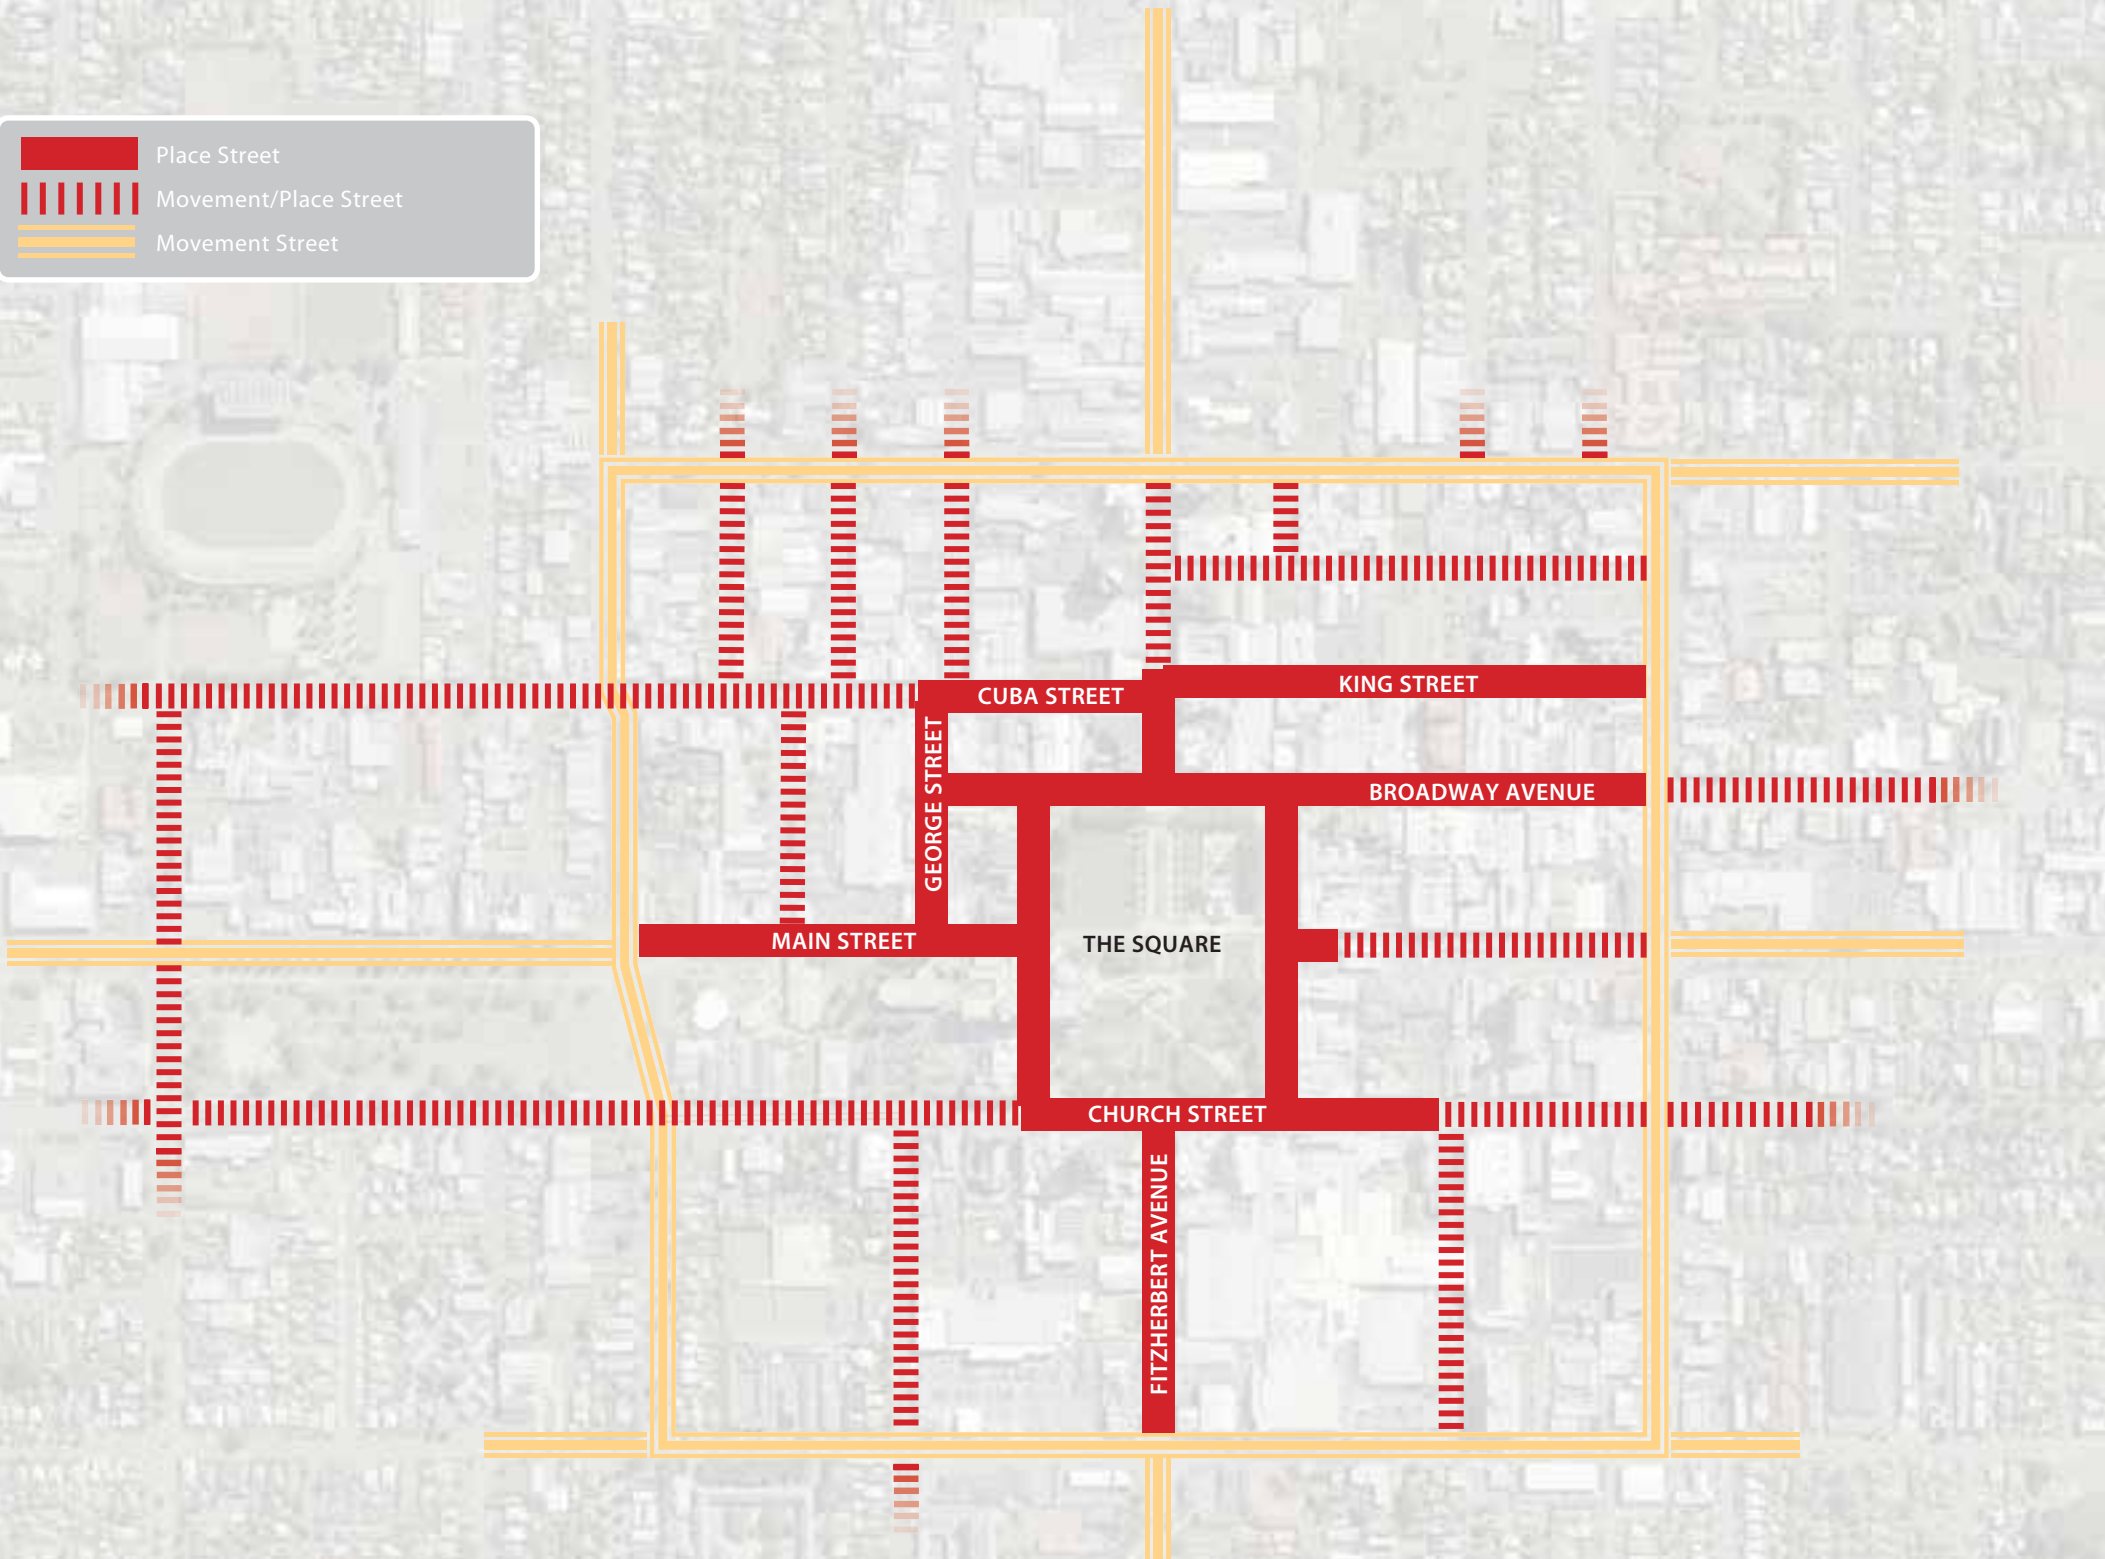 Place Street
Movement/Place Street
Movement Street
CUBA STREET
KING STREET
GEORGE STREET
BROADWAY AVENUE
MAIN STREET
THE SQUARE
CHURCH STREET
FITZHERBERT AVENUE